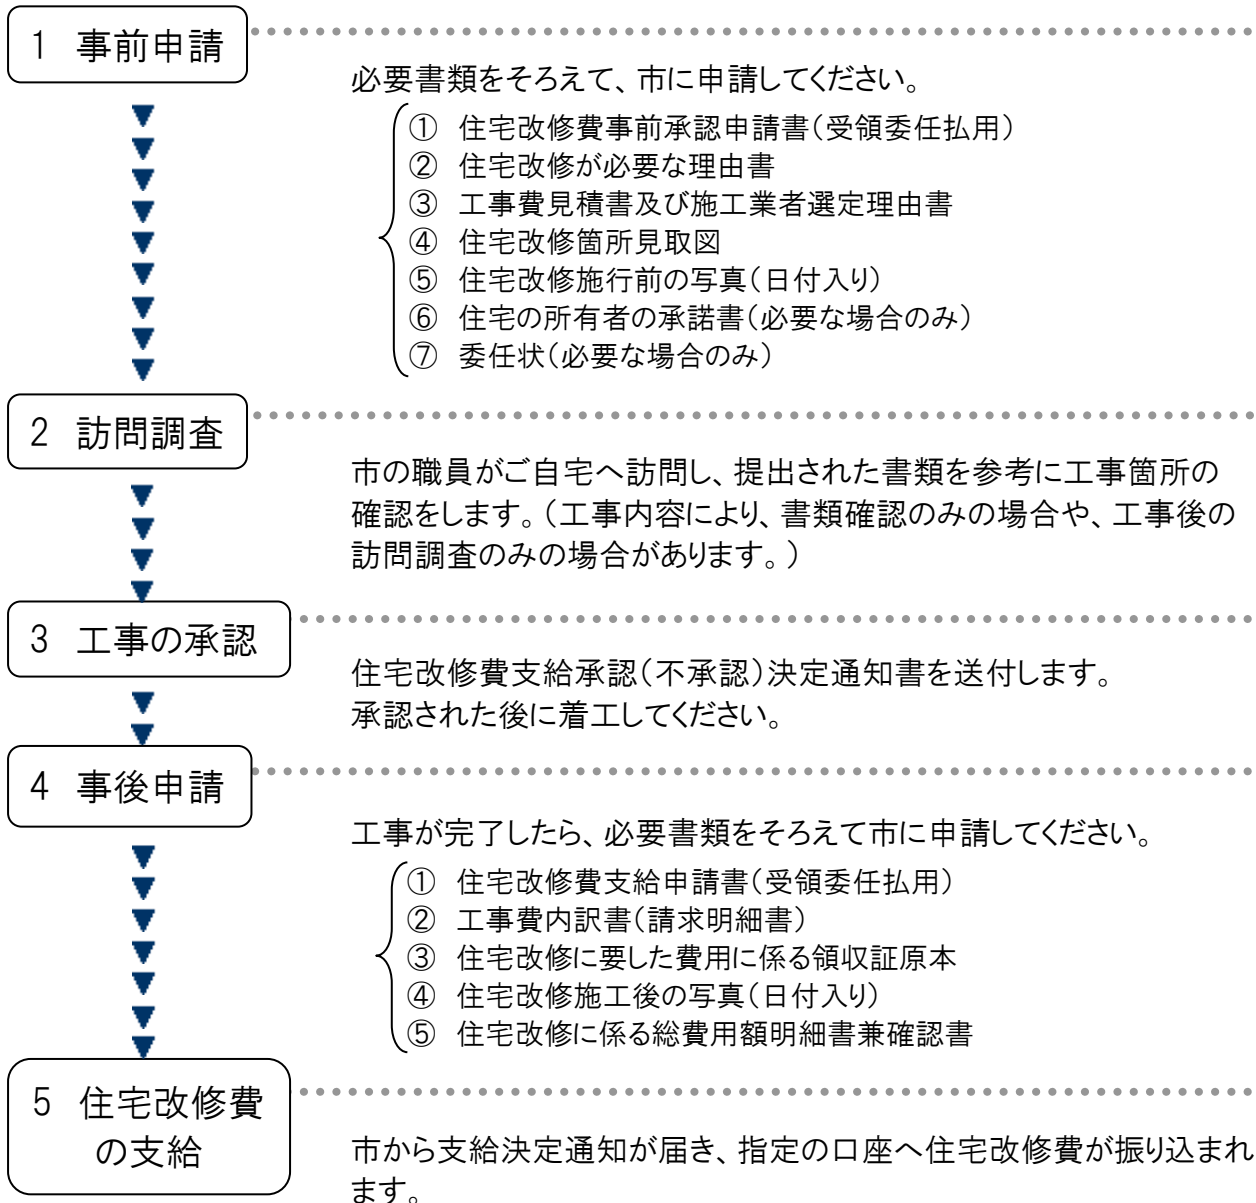 1 事前申請
必要書類をそろえて、市に申請してください。
① 住宅改修費事前承認申請書（受領委任払用）
② 住宅改修が必要な理由書
③ 工事費見積書及び施工業者選定理由書
④ 住宅改修箇所見取図
⑤ 住宅改修施行前の写真（日付入り）
⑥ 住宅の所有者の承諾書（必要な場合のみ）
⑦ 委任状（必要な場合のみ）
2 訪問調査
市の職員がご自宅へ訪問し、提出された書類を参考に工事箇所の
確認をします。（工事内容により、書類確認のみの場合や、工事後の
訪問調査のみの場合があります。）
3 工事の承認
住宅改修費支給承認（不承認）決定通知書を送付します。
承認された後に着工してください。
4 事後申請
工事が完了したら、必要書類をそろえて市に申請してください。
① 住宅改修費支給申請書（受領委任払用）
② 工事費内訳書（請求明細書）
③ 住宅改修に要した費用に係る領収証原本
④ 住宅改修施工後の写真（日付入り）
⑤ 住宅改修に係る総費用額明細書兼確認書
5 住宅改修費
の支給
市から支給決定通知が届き、指定の口座へ住宅改修費が振り込まれ
ます。